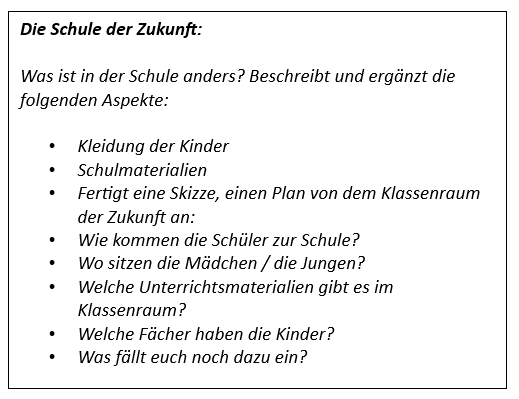 Die Schule der Zukunft:
Was ist in der Schule anders? Beschreibt und ergänzt die
folgenden Aspekte:
• Kleidung der Kinder
• Schulmaterialien
• Fertigt eine Skizze, einen Plan von dem Klassenraum
der Zukunft an:
• Wie kommen die Schüler zur Schule?
• Wo sitzen die Mädchen / die Jungen?
• Welche Unterrichtsmaterialien gibt es im
Klassenraum?
• Welche Fächer haben die Kinder?
• Was fällt euch noch dazu ein?